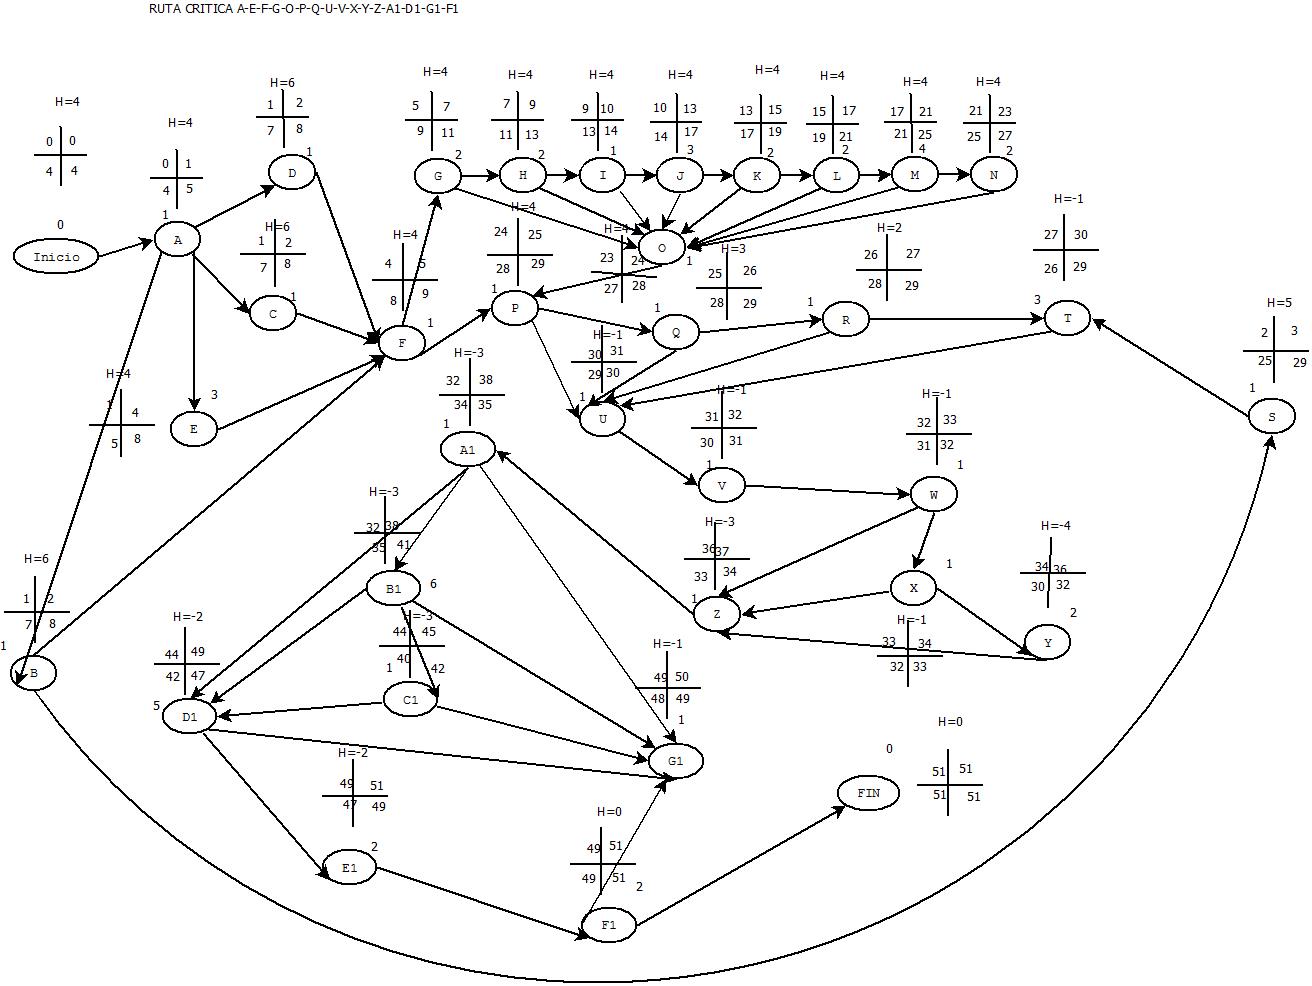 RUTA CRITICA A-E-F-G-O-P-Q-U-V-X-Y-Z-A1-D1-G1-F1
H=4
0 0
4 4
0
Inicio
H=4
0 1
4 5
1
A
H=6
1 2
7 8
1
D
H=6
1 2
7 8
1
C
H=4
1 4
5 8
3
E
H=6
1 2
7 8
1
B
H=4
4 5
8 9
1
F
H=4
5 7
9 11
2
G
H=4
7 9
11 13
2
H
H=4
9 10
13 14
1
I
H=4
10 13
14 17
3
J
H=4
13 15
17 19
2
K
H=4
15 17
19 21
2
L
H=4
17 21
21 25
4
M
H=4
21 23
25 27
2
N
H=4
23 24
27 28
1
O
H=4
24 25
28 29
1
P
H=3
25 26
28 29
1
Q
H=2
26 27
28 29
1
R
H=-1
27 30
26 29
3
T
H=5
2 3
25 29
1
S
H=-1
30 31
29 30
1
U
H=-1
31 32
30 31
1
V
H=-1
32 33
31 32
1
W
1
X
H=-1
33 34
32 33
H=-4
34 36
30 32
2
Y
H=-3
36 37
33 34
1
Z
H=-3
32 38
34 35
1
A1
H=-3
32 38
35 41
6
B1
H=-3
44 45
40 42
1
C1
H=-2
44 49
42 47
5
D1
H=-1
49 50
48 49
1
G1
H=-2
49 51
47 49
2
E1
H=0
49 51
49 51
2
F1
0
FIN
H=0
51 51
51 51